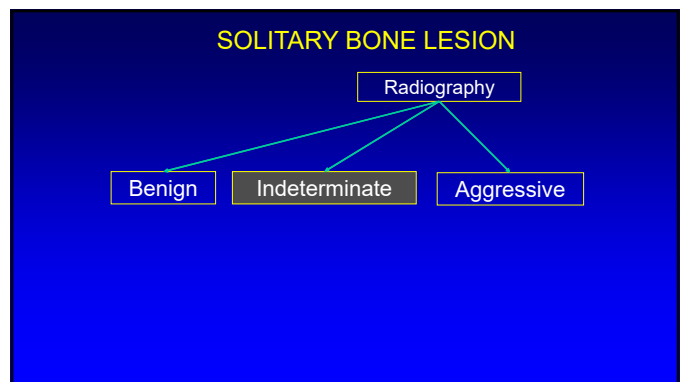 SOLITARY BONE LESION
Radiography
Benign
Indeterminate
Aggressive